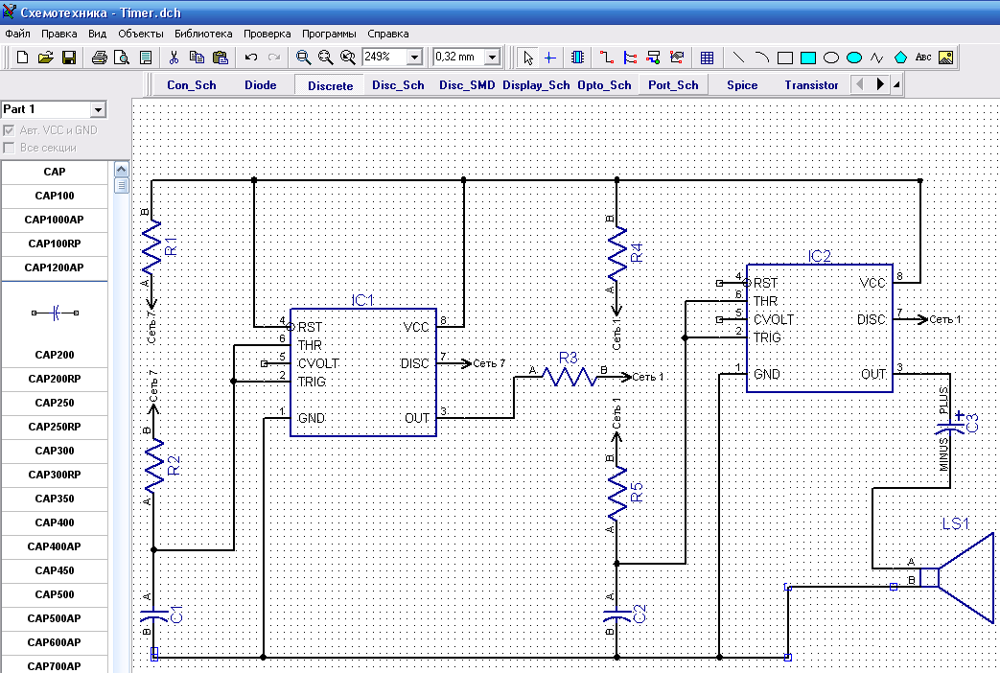 Схемотехника - Timer.dch
Файл Правка Вид Объекты Библиотека Проверка Программы Справка
249% 0,32 mm ABC
Con_Sch Diode Discrete Disc_Sch Disc_SMD Display_Sch Opto_Sch Port_Sch Spice Transistor
Part 1
Авт. VCC и GND
Все секции
CAP
CAP100
CAP1000AP
CAP100RP
CAP1200AP
CAP200
CAP200RP
CAP250
CAP250RP
CAP300
CAP300RP
CAP350
CAP400
CAP400AP
CAP450
CAP500
CAP500AP
CAP600AP
CAP700AP
B
R1
A
Сеть 7
Сеть 7
B
R2
A
A
C1
B
IC1
4 RST VCC 8
6 THR
5 CVOLT DISC 7 Сеть 7
2 TRIG
1 GND OUT 3
A R3 B Сеть 1
B
R4
A
Сеть 1
Сеть 1
B
R5
A
A
C2
B
IC2
4 RST VCC 8
6 THR
5 CVOLT DISC 7 Сеть 1
2 TRIG
1 GND OUT 3
PLUS
+
C3
MINUS
LS1
A
B